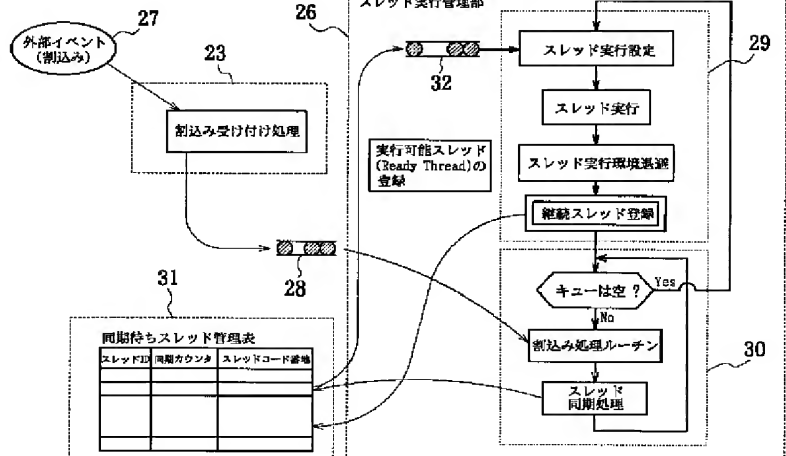 スレッド実行管理部
27
26
外部イベント
(割込み)
23
32
スレッド実行設定
29
割込み受け付け処理
スレッド実行
実行可能スレッド
(Ready Thread)の
登録
スレッド実行環境退避
継続スレッド登録
28
キューは空 ?
Yes
No
31
同期待ちスレッド管理表
スレッドID
同期カウンタ
スレッドコード番地
割込み処理ルーチン
30
スレッド
同期処理